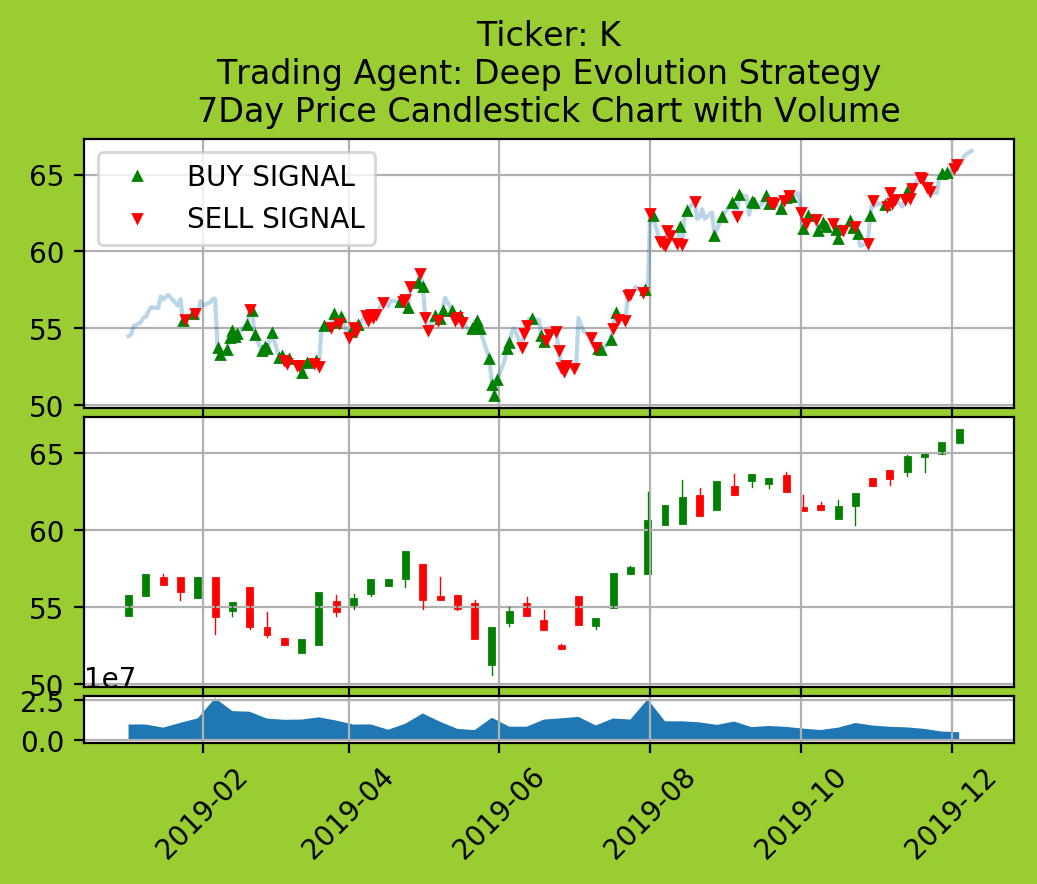 Ticker: K
Trading Agent: Deep Evolution Strategy
7Day Price Candlestick Chart with Volume
BUY SIGNAL
SELL SIGNAL
65
60
55
50
65
60
55
50
1e7
2.5
0.0
2019-02
2019-04
2019-06
2019-08
2019-10
2019-12